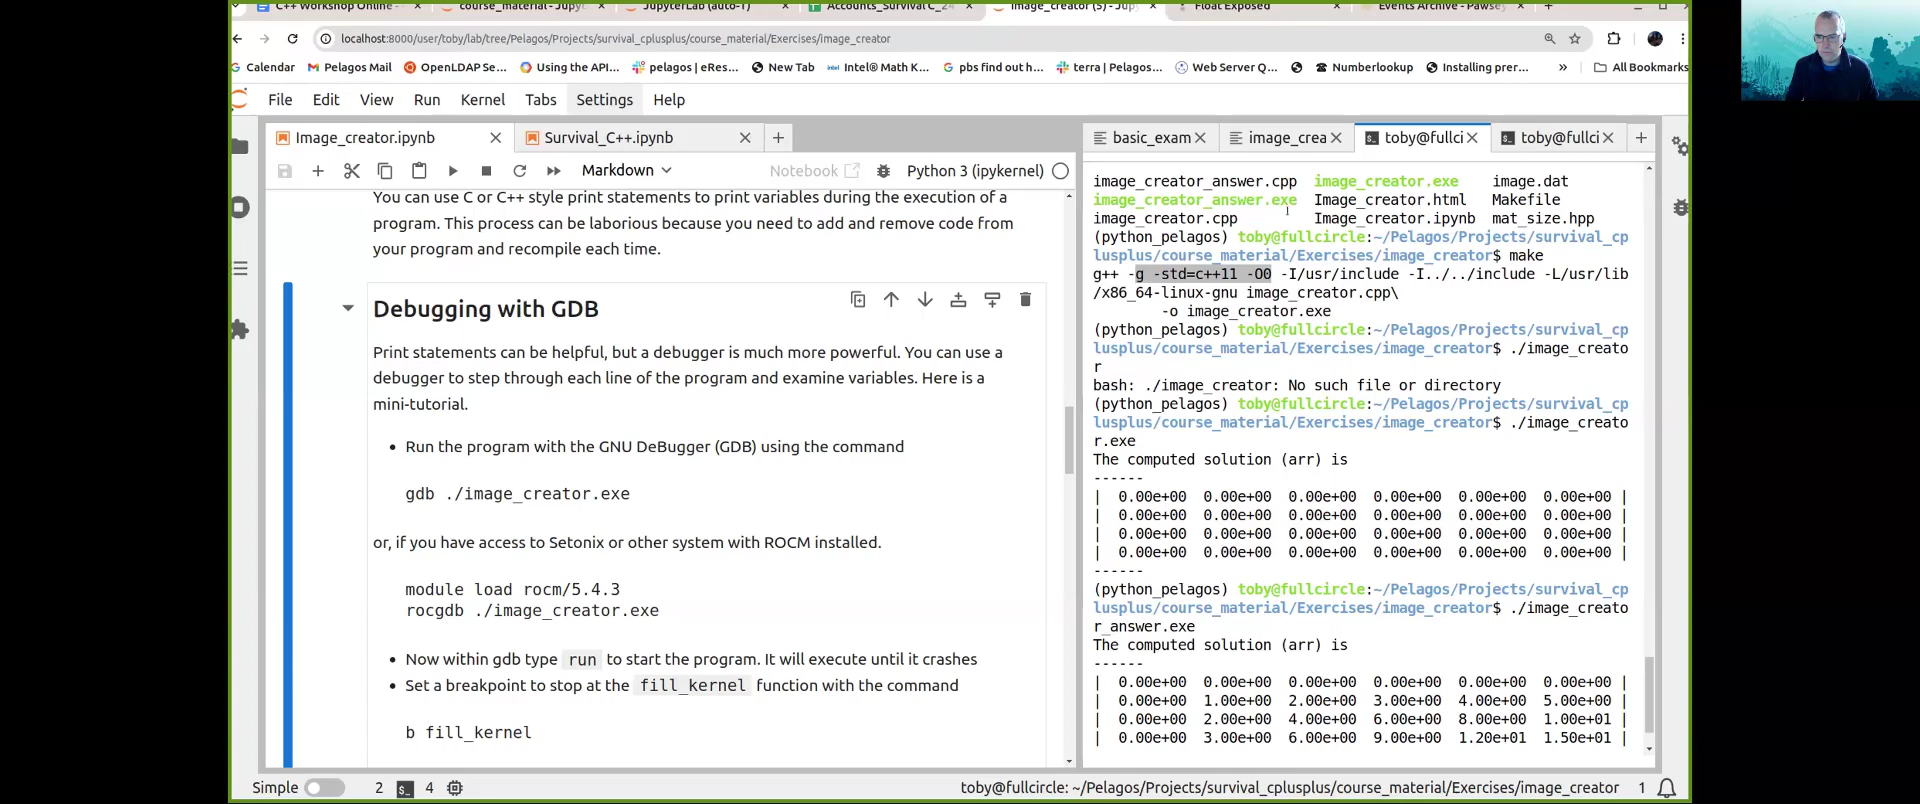 C++ Workshop Online -
course_material - Jupyt
JupyterLab (auto-T)
Accounts_Survival C_24
image_creator (5) - Jup
Float Exposed
Events Archive - Pawsey
localhost:8000/user/toby/lab/tree/Pelagos/Projects/survival_cplusplus/course_material/Exercises/image_creator
Calendar
Pelagos Mail
OpenLDAP Se...
Using the API...
pelagos | eRes...
New Tab
Intel® Math K...
pbs find out h...
terra | Pelagos...
Web Server Q...
Numberlookup
Installing prer...
»
All Bookmarks
File Edit View Run Kernel Tabs Settings Help
Image_creator.ipynb
Survival_C++.ipynb
Markdown
Notebook
Python 3 (ipykernel)
You can use C or C++ style print statements to print variables during the execution of a
program. This process can be laborious because you need to add and remove code from
your program and recompile each time.
Debugging with GDB
Print statements can be helpful, but a debugger is much more powerful. You can use a
debugger to step through each line of the program and examine variables. Here is a
mini-tutorial.
• Run the program with the GNU DeBugger (GDB) using the command
gdb ./image_creator.exe
or, if you have access to Setonix or other system with ROCM installed.
module load rocm/5.4.3
rocgdb ./image_creator.exe
• Now within gdb type run to start the program. It will execute until it crashes
• Set a breakpoint to stop at the fill_kernel function with the command
b fill_kernel
basic_exam
image_crea
toby@fullci
toby@fullci
image_creator_answer.cpp image_creator.exe image.dat
image_creator_answer.exe Image_creator.html Makefile
image_creator.cpp Image_creator.ipynb mat_size.hpp
(python_pelagos) toby@fullcircle:~/Pelagos/Projects/survival_cp
lusplus/course_material/Exercises/image_creator$ make
g++ -g -std=c++11 -O0 -I/usr/include -I../../include -L/usr/lib
/x86_64-linux-gnu image_creator.cpp\
-o image_creator.exe
(python_pelagos) toby@fullcircle:~/Pelagos/Projects/survival_cp
lusplus/course_material/Exercises/image_creator$ ./image_creato
r
bash: ./image_creator: No such file or directory
(python_pelagos) toby@fullcircle:~/Pelagos/Projects/survival_cp
lusplus/course_material/Exercises/image_creator$ ./image_creato
r.exe
The computed solution (arr) is
------
| 0.00e+00 0.00e+00 0.00e+00 0.00e+00 0.00e+00 0.00e+00 |
| 0.00e+00 0.00e+00 0.00e+00 0.00e+00 0.00e+00 0.00e+00 |
| 0.00e+00 0.00e+00 0.00e+00 0.00e+00 0.00e+00 0.00e+00 |
| 0.00e+00 0.00e+00 0.00e+00 0.00e+00 0.00e+00 0.00e+00 |
------
(python_pelagos) toby@fullcircle:~/Pelagos/Projects/survival_cp
lusplus/course_material/Exercises/image_creator$ ./image_creato
r_answer.exe
The computed solution (arr) is
------
| 0.00e+00 0.00e+00 0.00e+00 0.00e+00 0.00e+00 0.00e+00 |
| 0.00e+00 1.00e+00 2.00e+00 3.00e+00 4.00e+00 5.00e+00 |
| 0.00e+00 2.00e+00 4.00e+00 6.00e+00 8.00e+00 1.00e+01 |
| 0.00e+00 3.00e+00 6.00e+00 9.00e+00 1.20e+01 1.50e+01 |
Simple 2 4
toby@fullcircle: ~/Pelagos/Projects/survival_cplusplus/course_material/Exercises/image_creator 1